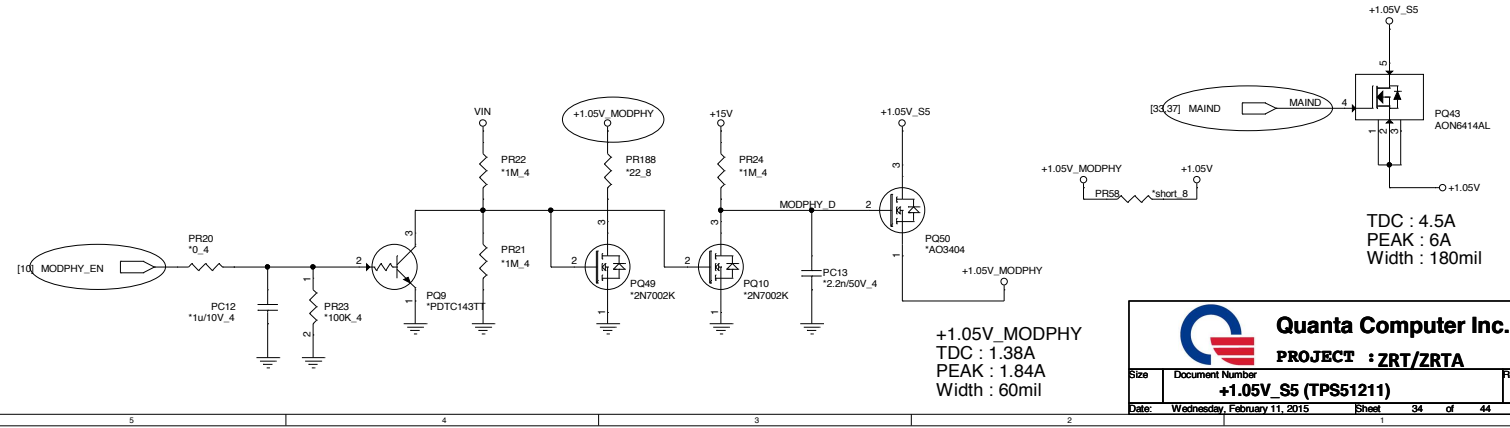 +1.05V_S5
5
[33,37] MAIND
MAIND
4
PQ43
AON6414AL
1
2
3
+1.05V
TDC : 4.5A
PEAK : 6A
Width : 180mil
VIN
+1.05V_MODPHY
+15V
+1.05V_S5
PR22
*1M_4
PR188
*22_8
PR24
*1M_4
3
+1.05V_MODPHY
+1.05V
PR58
*short_8
MODPHY_D
2
PQ50
*AO3404
1
+1.05V_MODPHY
[10] MODPHY_EN
PR20
*0_4
2
3
PQ9
*PDTC143TT
1
PR21
*1M_4
3
2
PQ49
*2N7002K
1
3
2
PQ10
*2N7002K
1
PC13
*2.2n/50V_4
PC12
*1u/10V_4
1
PR23
*100K_4
2
+1.05V_MODPHY
TDC : 1.38A
PEAK : 1.84A
Width : 60mil
Quanta Computer Inc.
PROJECT : ZRT/ZRTA
Size
Document Number
+1.05V_S5 (TPS51211)
Date: Wednesday, February 11, 2015
Sheet 34 of 44
5
4
3
2
1